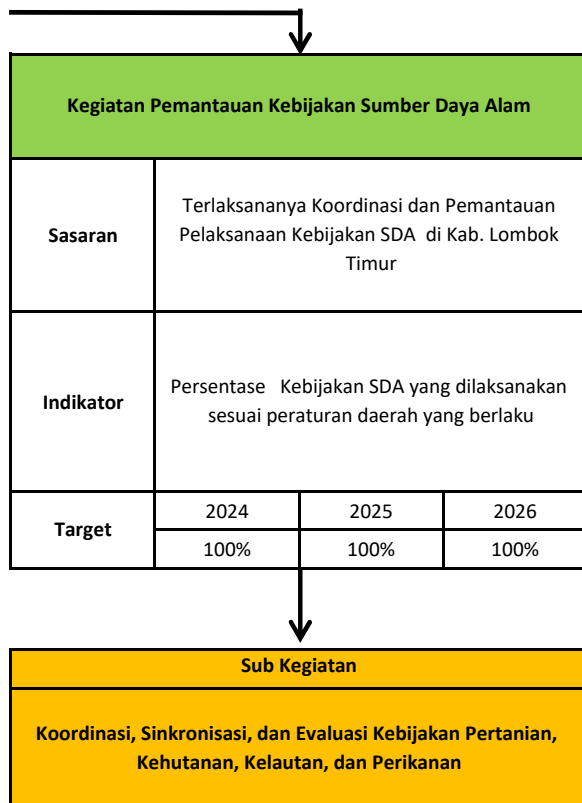 Kegiatan Pemantauan Kebijakan Sumber Daya Alam
Sasaran
Terlaksananya Koordinasi dan Pemantauan
Pelaksanaan Kebijakan SDA di Kab. Lombok
Timur
Indikator
Persentase Kebijakan SDA yang dilaksanakan
sesuai peraturan daerah yang berlaku
Target
2024 2025 2026
100% 100% 100%
Sub Kegiatan
Koordinasi, Sinkronisasi, dan Evaluasi Kebijakan Pertanian,
Kehutanan, Kelautan, dan Perikanan